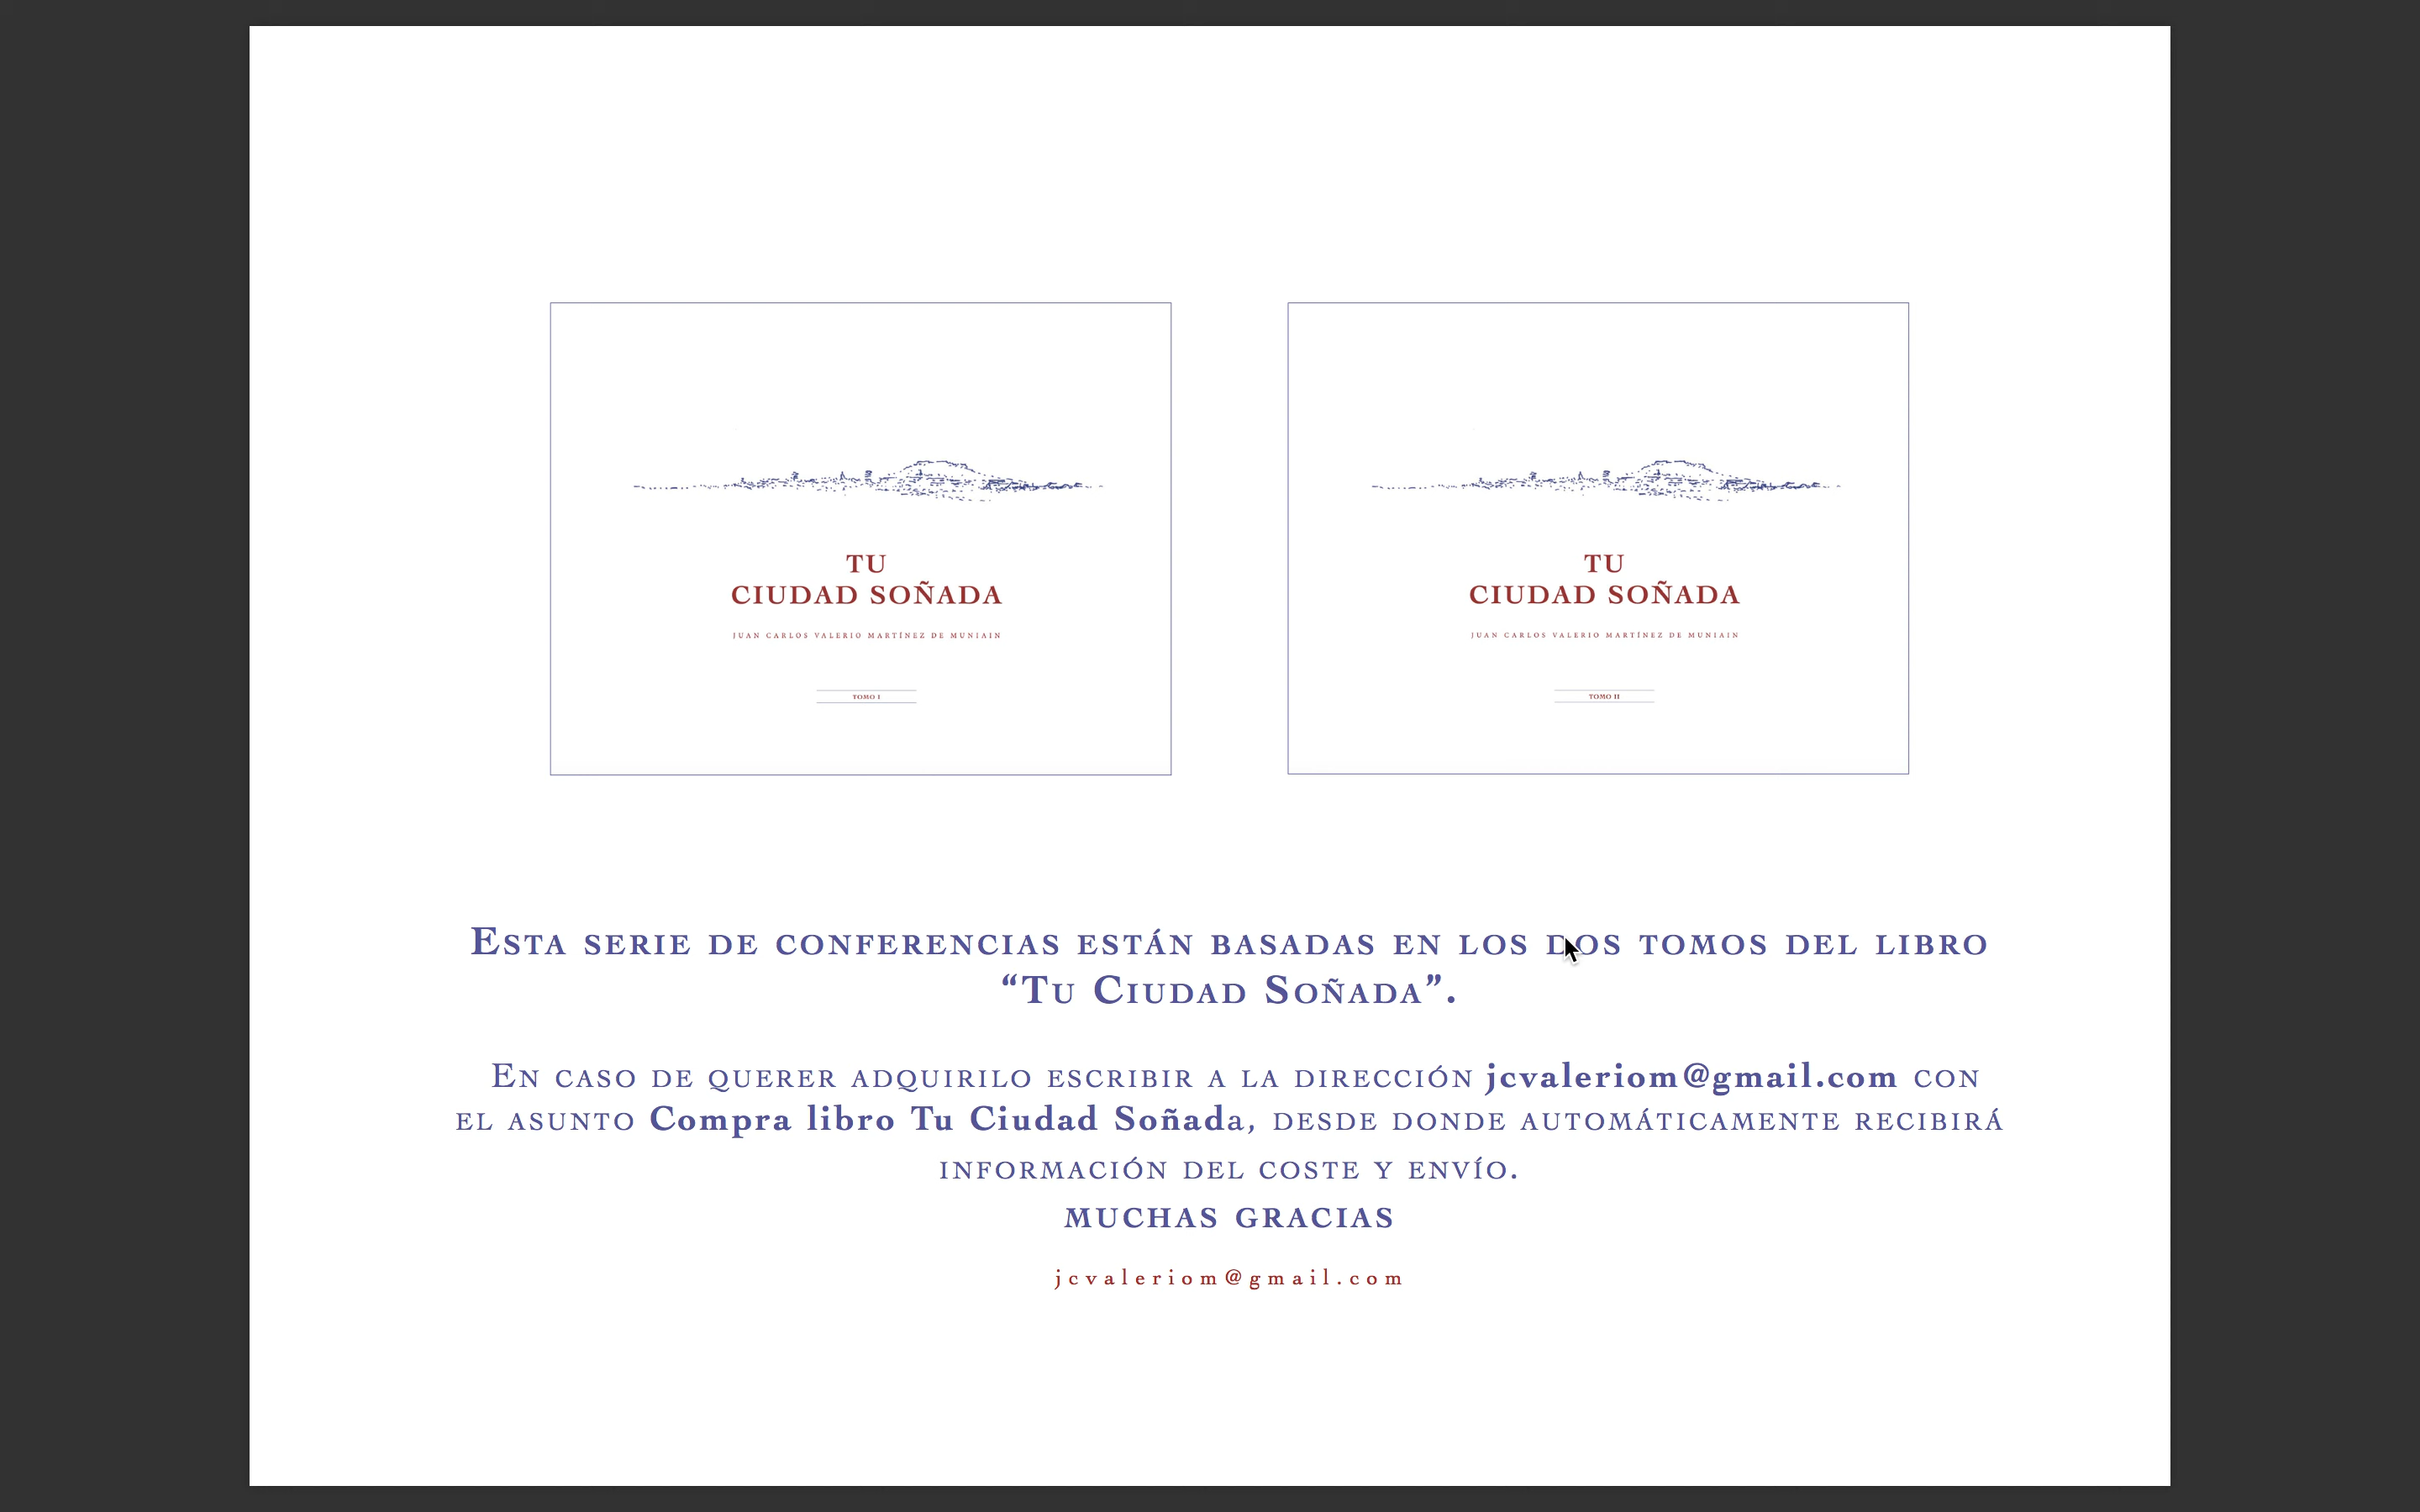 TU
CIUDAD SOÑADA
JUAN CARLOS VALERIO MARTÍNEZ DE MUNIAIN
TOMO I
TU
CIUDAD SOÑADA
JUAN CARLOS VALERIO MARTÍNEZ DE MUNIAIN
TOMO II
Esta serie de conferencias están basadas en los dos tomos del libro
“Tu Ciudad Soñada”.
En caso de querer adquirilo escribir a la dirección jcvaleriom@gmail.com con
el asunto Compra libro Tu Ciudad Soñada, desde donde automáticamente recibirá
información del coste y envío.
MUCHAS GRACIAS
jcvaleriom@gmail.com